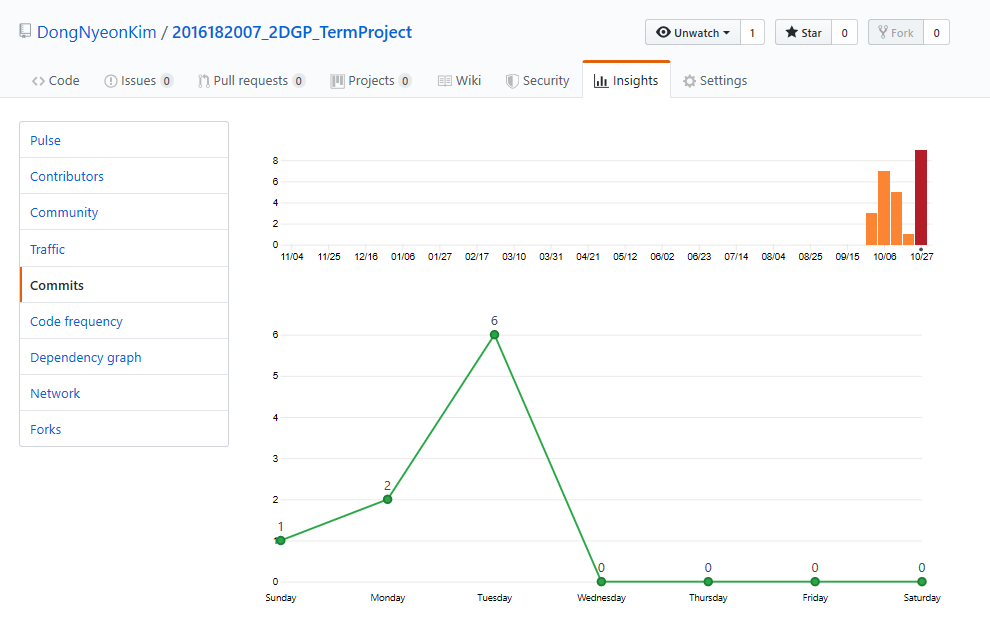 DongNyeonKim / 2016182007_2DGP_TermProject
Unwatch 1 Star 0 Fork 0
Code Issues 0 Pull requests 0 Projects 0 Wiki Security Insights Settings
Pulse
Contributors
Community
Traffic
Commits
Code frequency
Dependency graph
Network
Forks
8
6
4
2
0
11/04 11/25 12/16 01/06 01/27 02/17 03/10 03/31 04/21 05/12 06/02 06/23 07/14 08/04 08/25 09/15 10/06 10/27
6
6
5
4
3
2
2
1
1
0
0 0 0 0
Sunday Monday Tuesday Wednesday Thursday Friday Saturday